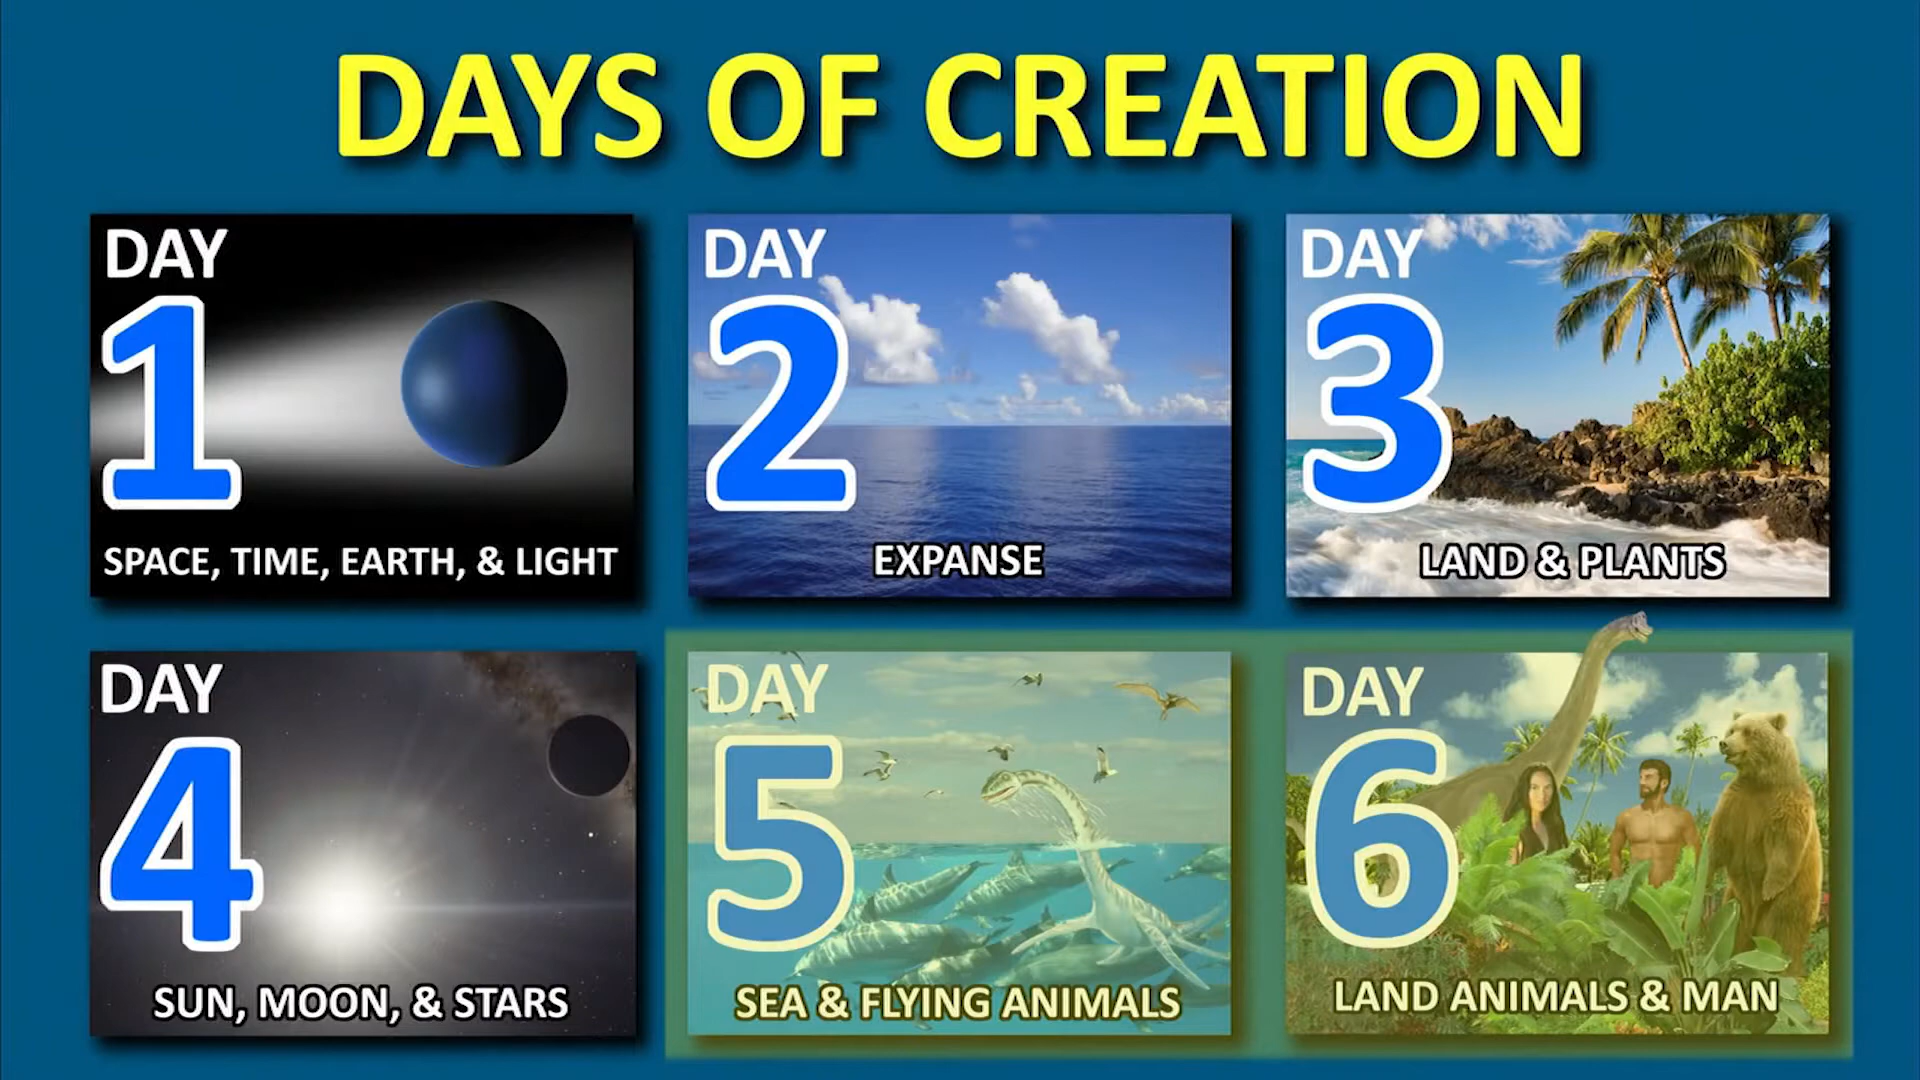 DAYS OF CREATION
DAY
1
SPACE, TIME, EARTH, & LIGHT
DAY
2
EXPANSE
DAY
3
LAND & PLANTS
DAY
4
SUN, MOON, & STARS
DAY
5
SEA & FLYING ANIMALS
DAY
6
LAND ANIMALS & MAN